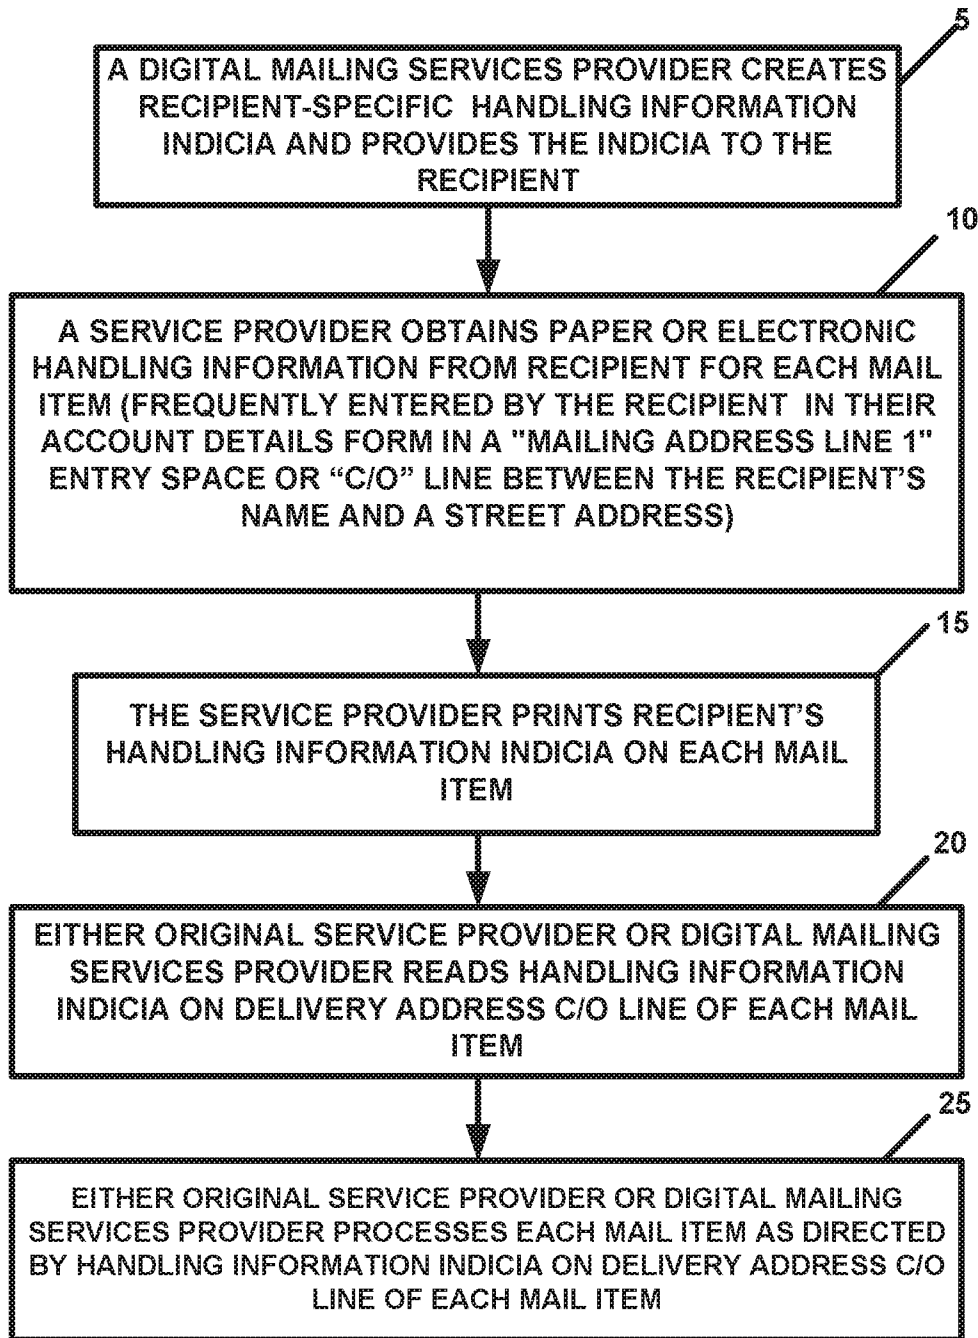 5
A DIGITAL MAILING SERVICES PROVIDER CREATES
RECIPIENT-SPECIFIC HANDLING INFORMATION
INDICIA AND PROVIDES THE INDICIA TO THE
RECIPIENT
10
A SERVICE PROVIDER OBTAINS PAPER OR ELECTRONIC
HANDLING INFORMATION FROM RECIPIENT FOR EACH MAIL
ITEM (FREQUENTLY ENTERED BY THE RECIPIENT IN THEIR
ACCOUNT DETAILS FORM IN A "MAILING ADDRESS LINE 1"
ENTRY SPACE OR “C/O” LINE BETWEEN THE RECIPIENT’S
NAME AND A STREET ADDRESS)
15
THE SERVICE PROVIDER PRINTS RECIPIENT’S
HANDLING INFORMATION INDICIA ON EACH MAIL
ITEM
20
EITHER ORIGINAL SERVICE PROVIDER OR DIGITAL MAILING
SERVICES PROVIDER READS HANDLING INFORMATION
INDICIA ON DELIVERY ADDRESS C/O LINE OF EACH MAIL
ITEM
25
EITHER ORIGINAL SERVICE PROVIDER OR DIGITAL MAILING
SERVICES PROVIDER PROCESSES EACH MAIL ITEM AS DIRECTED
BY HANDLING INFORMATION INDICIA ON DELIVERY ADDRESS C/O
LINE OF EACH MAIL ITEM